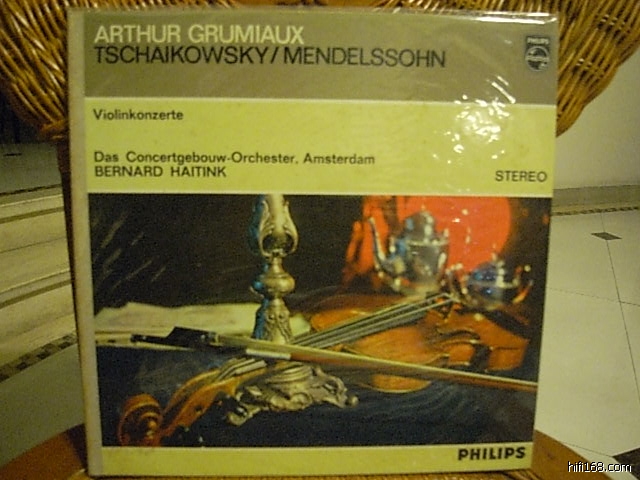 ARTHUR GRUMIAUX
TSCHAIKOWSKY/MENDELSSOHN
PHILIPS
Violinkonzerte
Das Concertgebouw-Orchester, Amsterdam
BERNARD HAITINK
STEREO
PHILIPS
hifi168.com